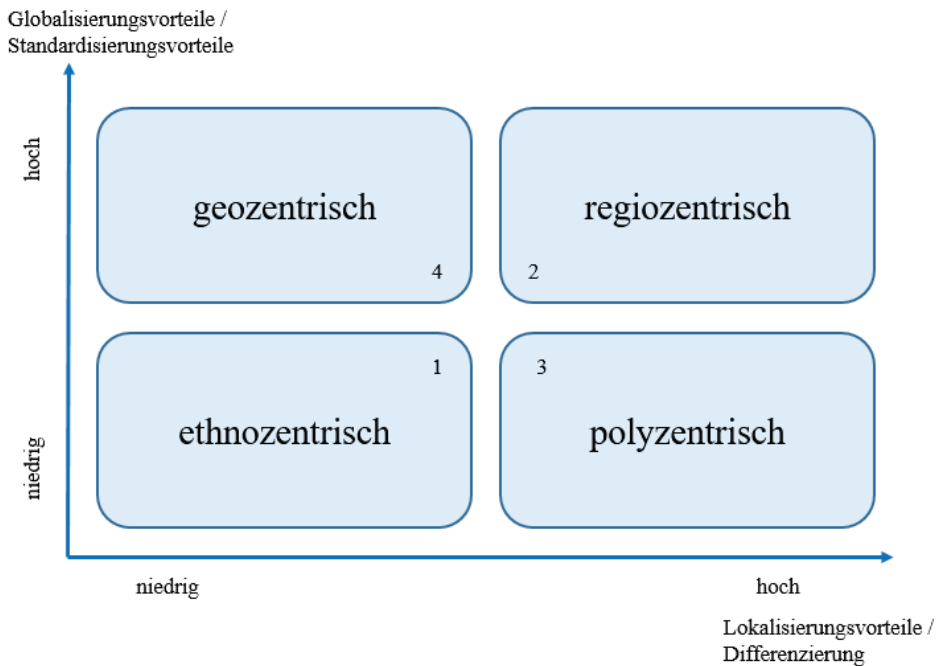 Globalisierungsvorteile /
Standardisierungsvorteile
hoch
geozentrisch
4
regiozentrisch
2
niedrig
ethnozentrisch
1
polyzentrisch
3
niedrig
hoch
Lokalisierungsvorteile /
Differenzierung